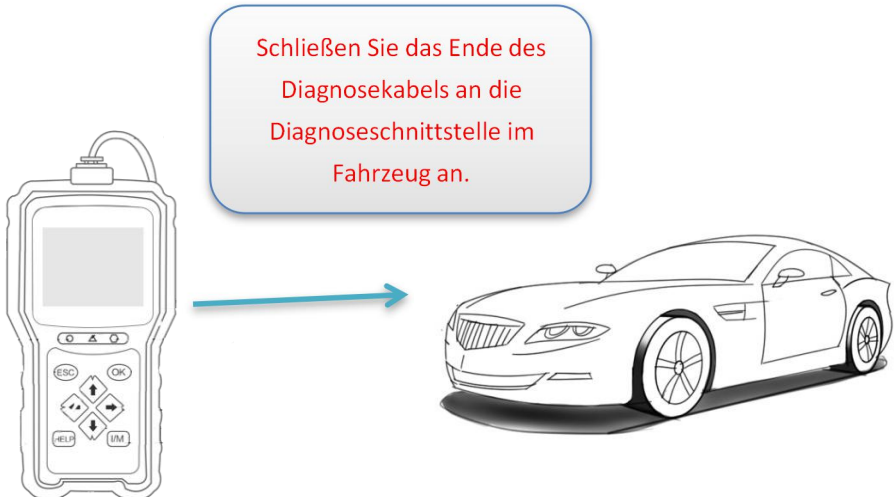 Schließen Sie das Ende des
Diagnosekabels an die
Diagnoseschnittstelle im
Fahrzeug an.
ESC
OK
HELP
I/M